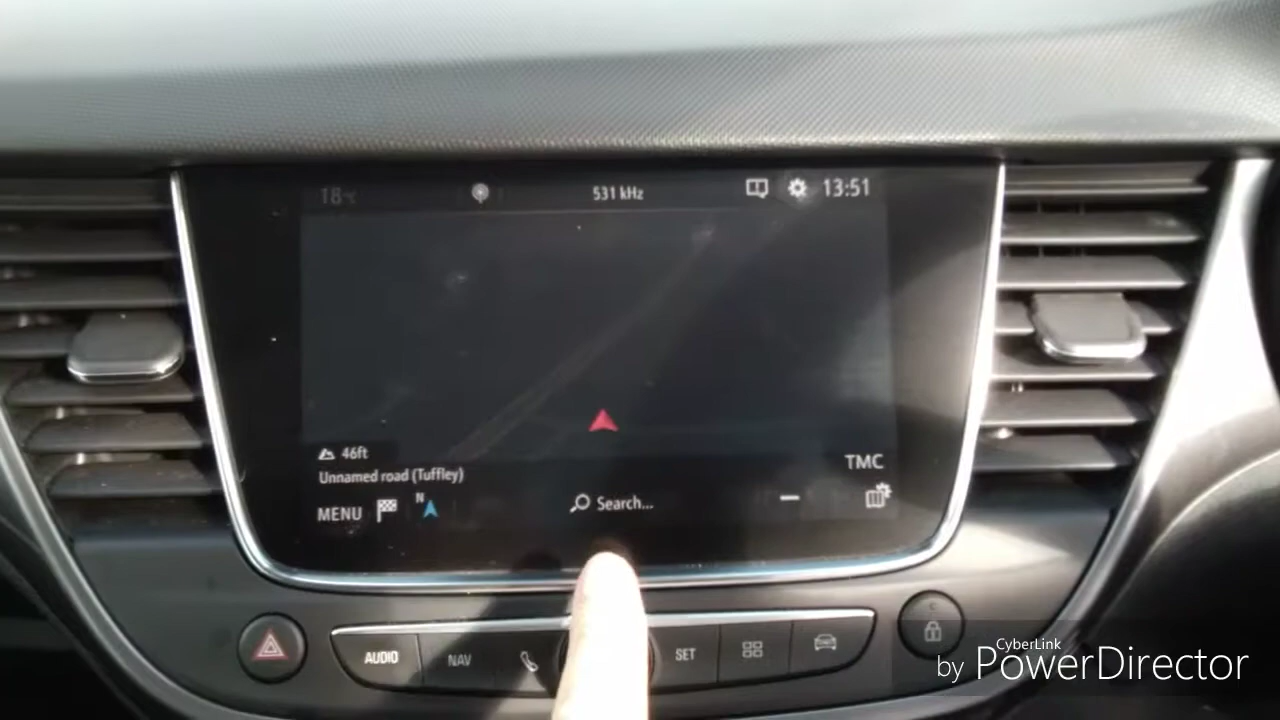 18°C
531 kHz
13:51
46ft
Unnamed road (Tuffley)
TMC
MENU
N
Search...
AUDIO
NAV
SET
CyberLink
by PowerDirector